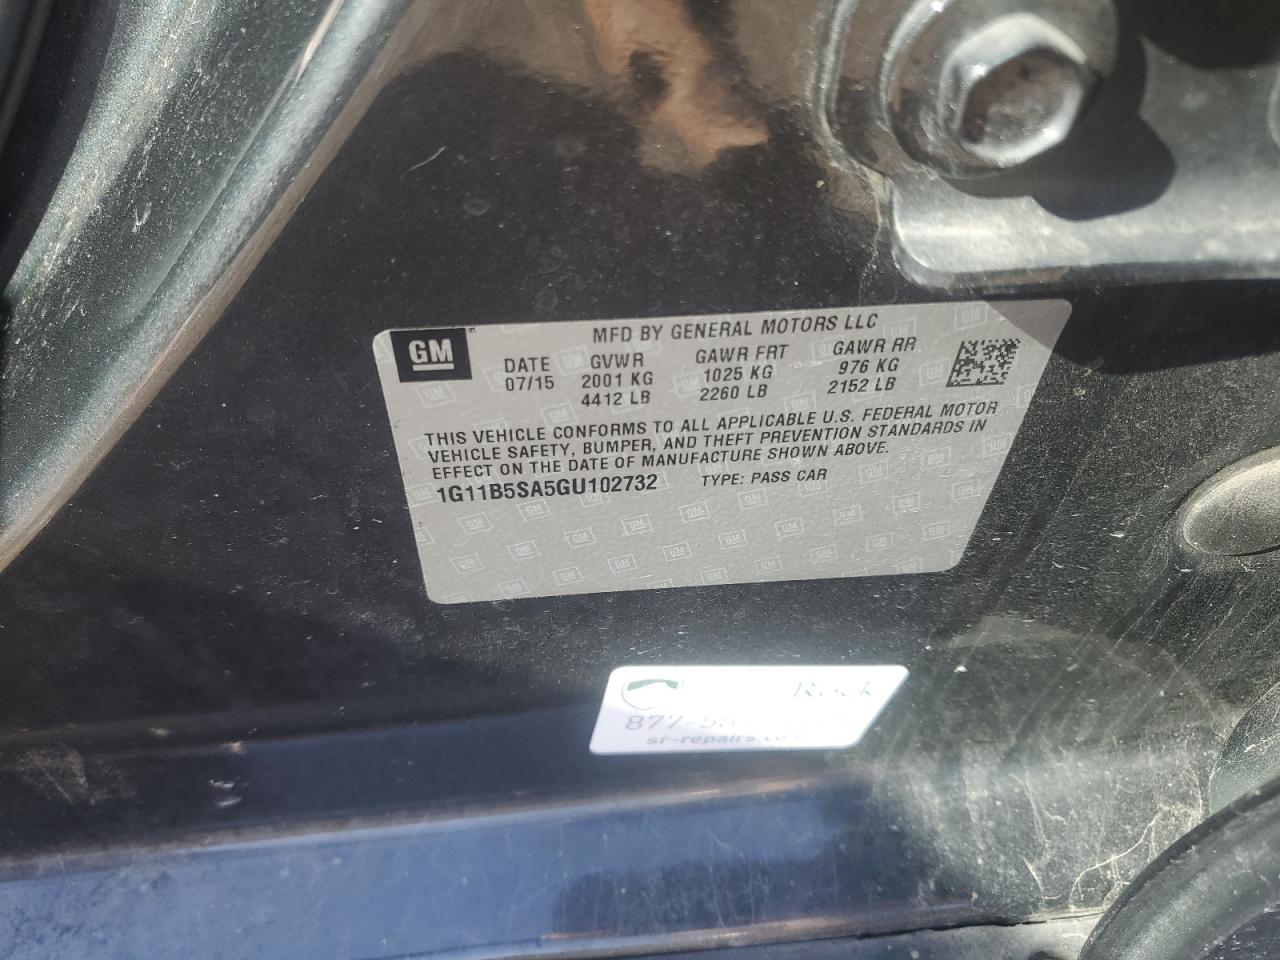 GM
MFD BY GENERAL MOTORS LLC
DATE GVWR GAWR FRT GAWR RR
07/15 2001 KG 1025 KG 976 KG
4412 LB 2260 LB 2152 LB
THIS VEHICLE CONFORMS TO ALL APPLICABLE U.S. FEDERAL MOTOR
VEHICLE SAFETY, BUMPER, AND THEFT PREVENTION STANDARDS IN
EFFECT ON THE DATE OF MANUFACTURE SHOWN ABOVE.
1G11B5SA5GU102732 TYPE: PASS CAR
Rock
sr-repairs.com